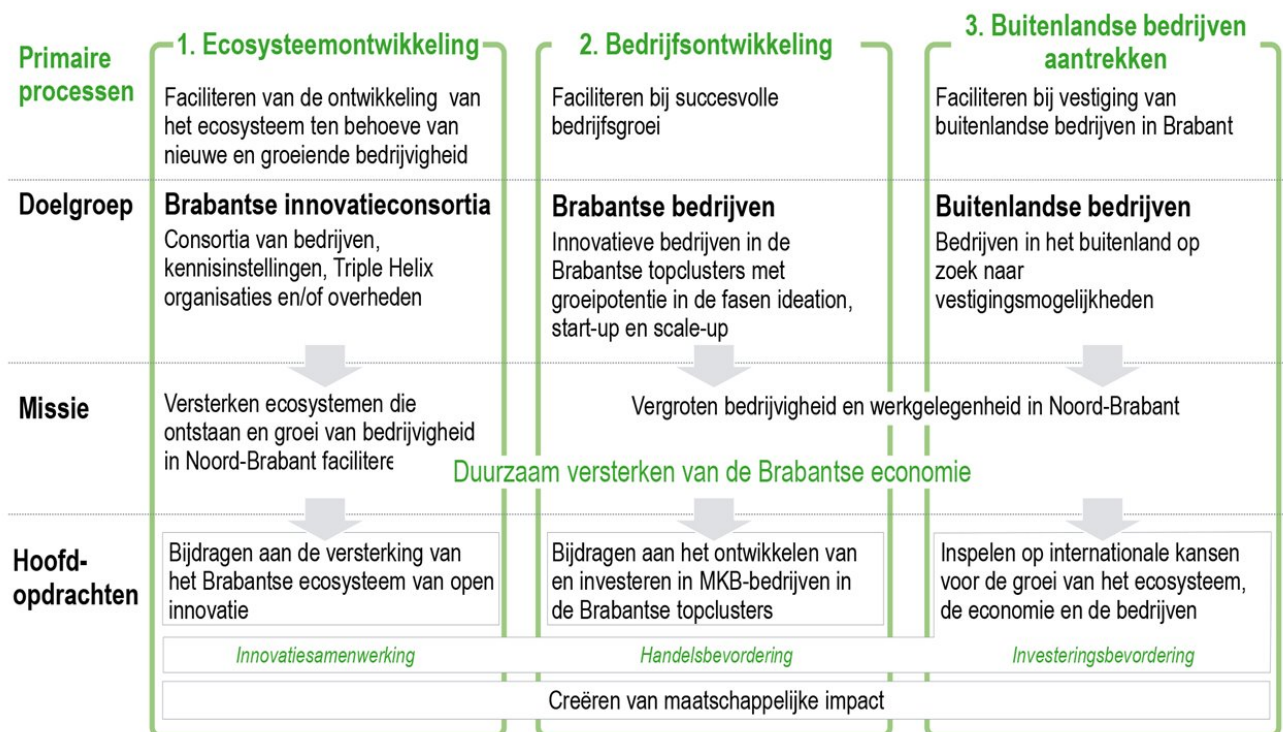 Primaire
processen
1. Ecosysteemontwikkeling
Faciliteren van de ontwikkeling van
het ecosysteem ten behoeve van
nieuwe en groeiende bedrijvigheid
2. Bedrijfsontwikkeling
Faciliteren bij succesvolle
bedrijfsgroei
3. Buitenlandse bedrijven
aantrekken
Faciliteren bij vestiging van
buitenlandse bedrijven in Brabant
Doelgroep
Brabantse innovatieconsortia
Consortia van bedrijven,
kennisinstellingen, Triple Helix
organisaties en/of overheden
Brabantse bedrijven
Innovatieve bedrijven in de
Brabantse topclusters met
groeipotentie in de fasen ideation,
start-up en scale-up
Buitenlandse bedrijven
Bedrijven in het buitenland op
zoek naar
vestigingsmogelijkheden
Missie
Versterken ecosystemen die
ontstaan en groei van bedrijvigheid
in Noord-Brabant facilitere
Vergroten bedrijvigheid en werkgelegenheid in Noord-Brabant
Duurzaam versterken van de Brabantse economie
Hoofd-
opdrachten
Bijdragen aan de versterking van
het Brabantse ecosysteem van open
innovatie
Bijdragen aan het ontwikkelen van
en investeren in MKB-bedrijven in
de Brabantse topclusters
Inspelen op internationale kansen
voor de groei van het ecosysteem,
de economie en de bedrijven
Innovatiesamenwerking
Handelsbevordering
Investeringsbevordering
Creëren van maatschappelijke impact